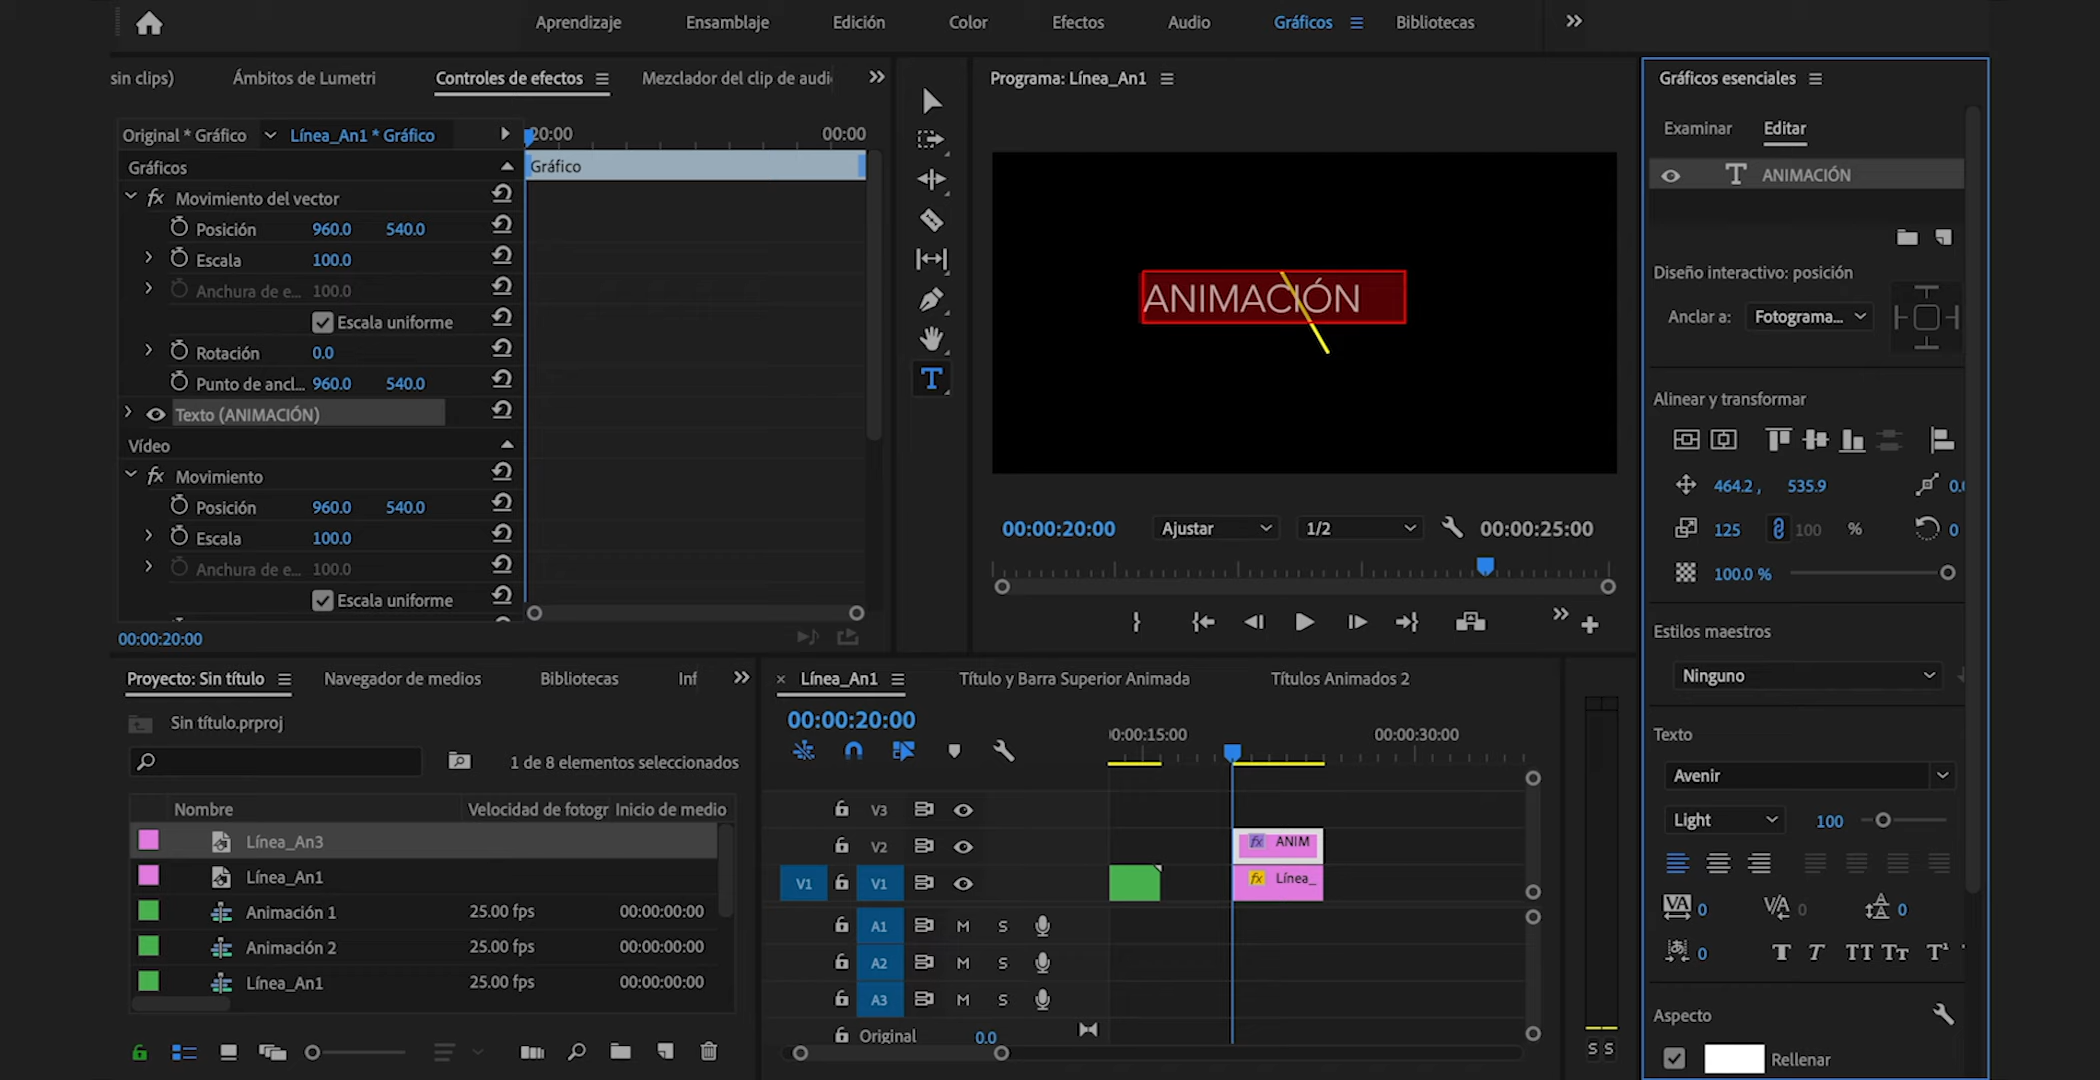 Aprendizaje Ensamblaje Edición Color Efectos Audio Gráficos Bibliotecas
sin clips) Ámbitos de Lumetri Controles de efectos Mezclador del clip de audi
Original * Gráfico Línea_An1 * Gráfico
20:00 00:00
Gráficos
Gráfico
fx Movimiento del vector
Posición 960.0 540.0
Escala 100.0
Anchura de e... 100.0
Escala uniforme
Rotación 0.0
Punto de ancl... 960.0 540.0
Texto (ANIMACIÓN)
Vídeo
fx Movimiento
Posición 960.0 540.0
Escala 100.0
Anchura de e... 100.0
Escala uniforme
00:00:20:00
Programa: Línea_An1
ANIMACIÓN
00:00:20:00 Ajustar 1/2 00:00:25:00
Gráficos esenciales
Examinar Editar
ANIMACIÓN
Diseño interactivo: posición
Anclar a: Fotograma...
Alinear y transformar
464.2 , 535.9 0.
125 100 % 0
100.0 %
Estilos maestros
Ninguno
Texto
Avenir
Light 100
VA 0 V/A 0 0
0 T T TT Tt T¹
Aspecto
Rellenar
Proyecto: Sin título Navegador de medios Bibliotecas Inf
Sin título.prproj
1 de 8 elementos seleccionados
Nombre Velocidad de fotogr Inicio de medio
Línea_An3
Línea_An1
Animación 1 25.00 fps 00:00:00:00
Animación 2 25.00 fps 00:00:00:00
Línea_An1 25.00 fps 00:00:00:00
× Línea_An1 Título y Barra Superior Animada Títulos Animados 2
00:00:20:00
00:00:15:00 00:00:30:00
V3
V2 fx ANIM
V1 V1 fx Línea_
A1 M S
A2 M S
A3 M S
Original 0.0
S S